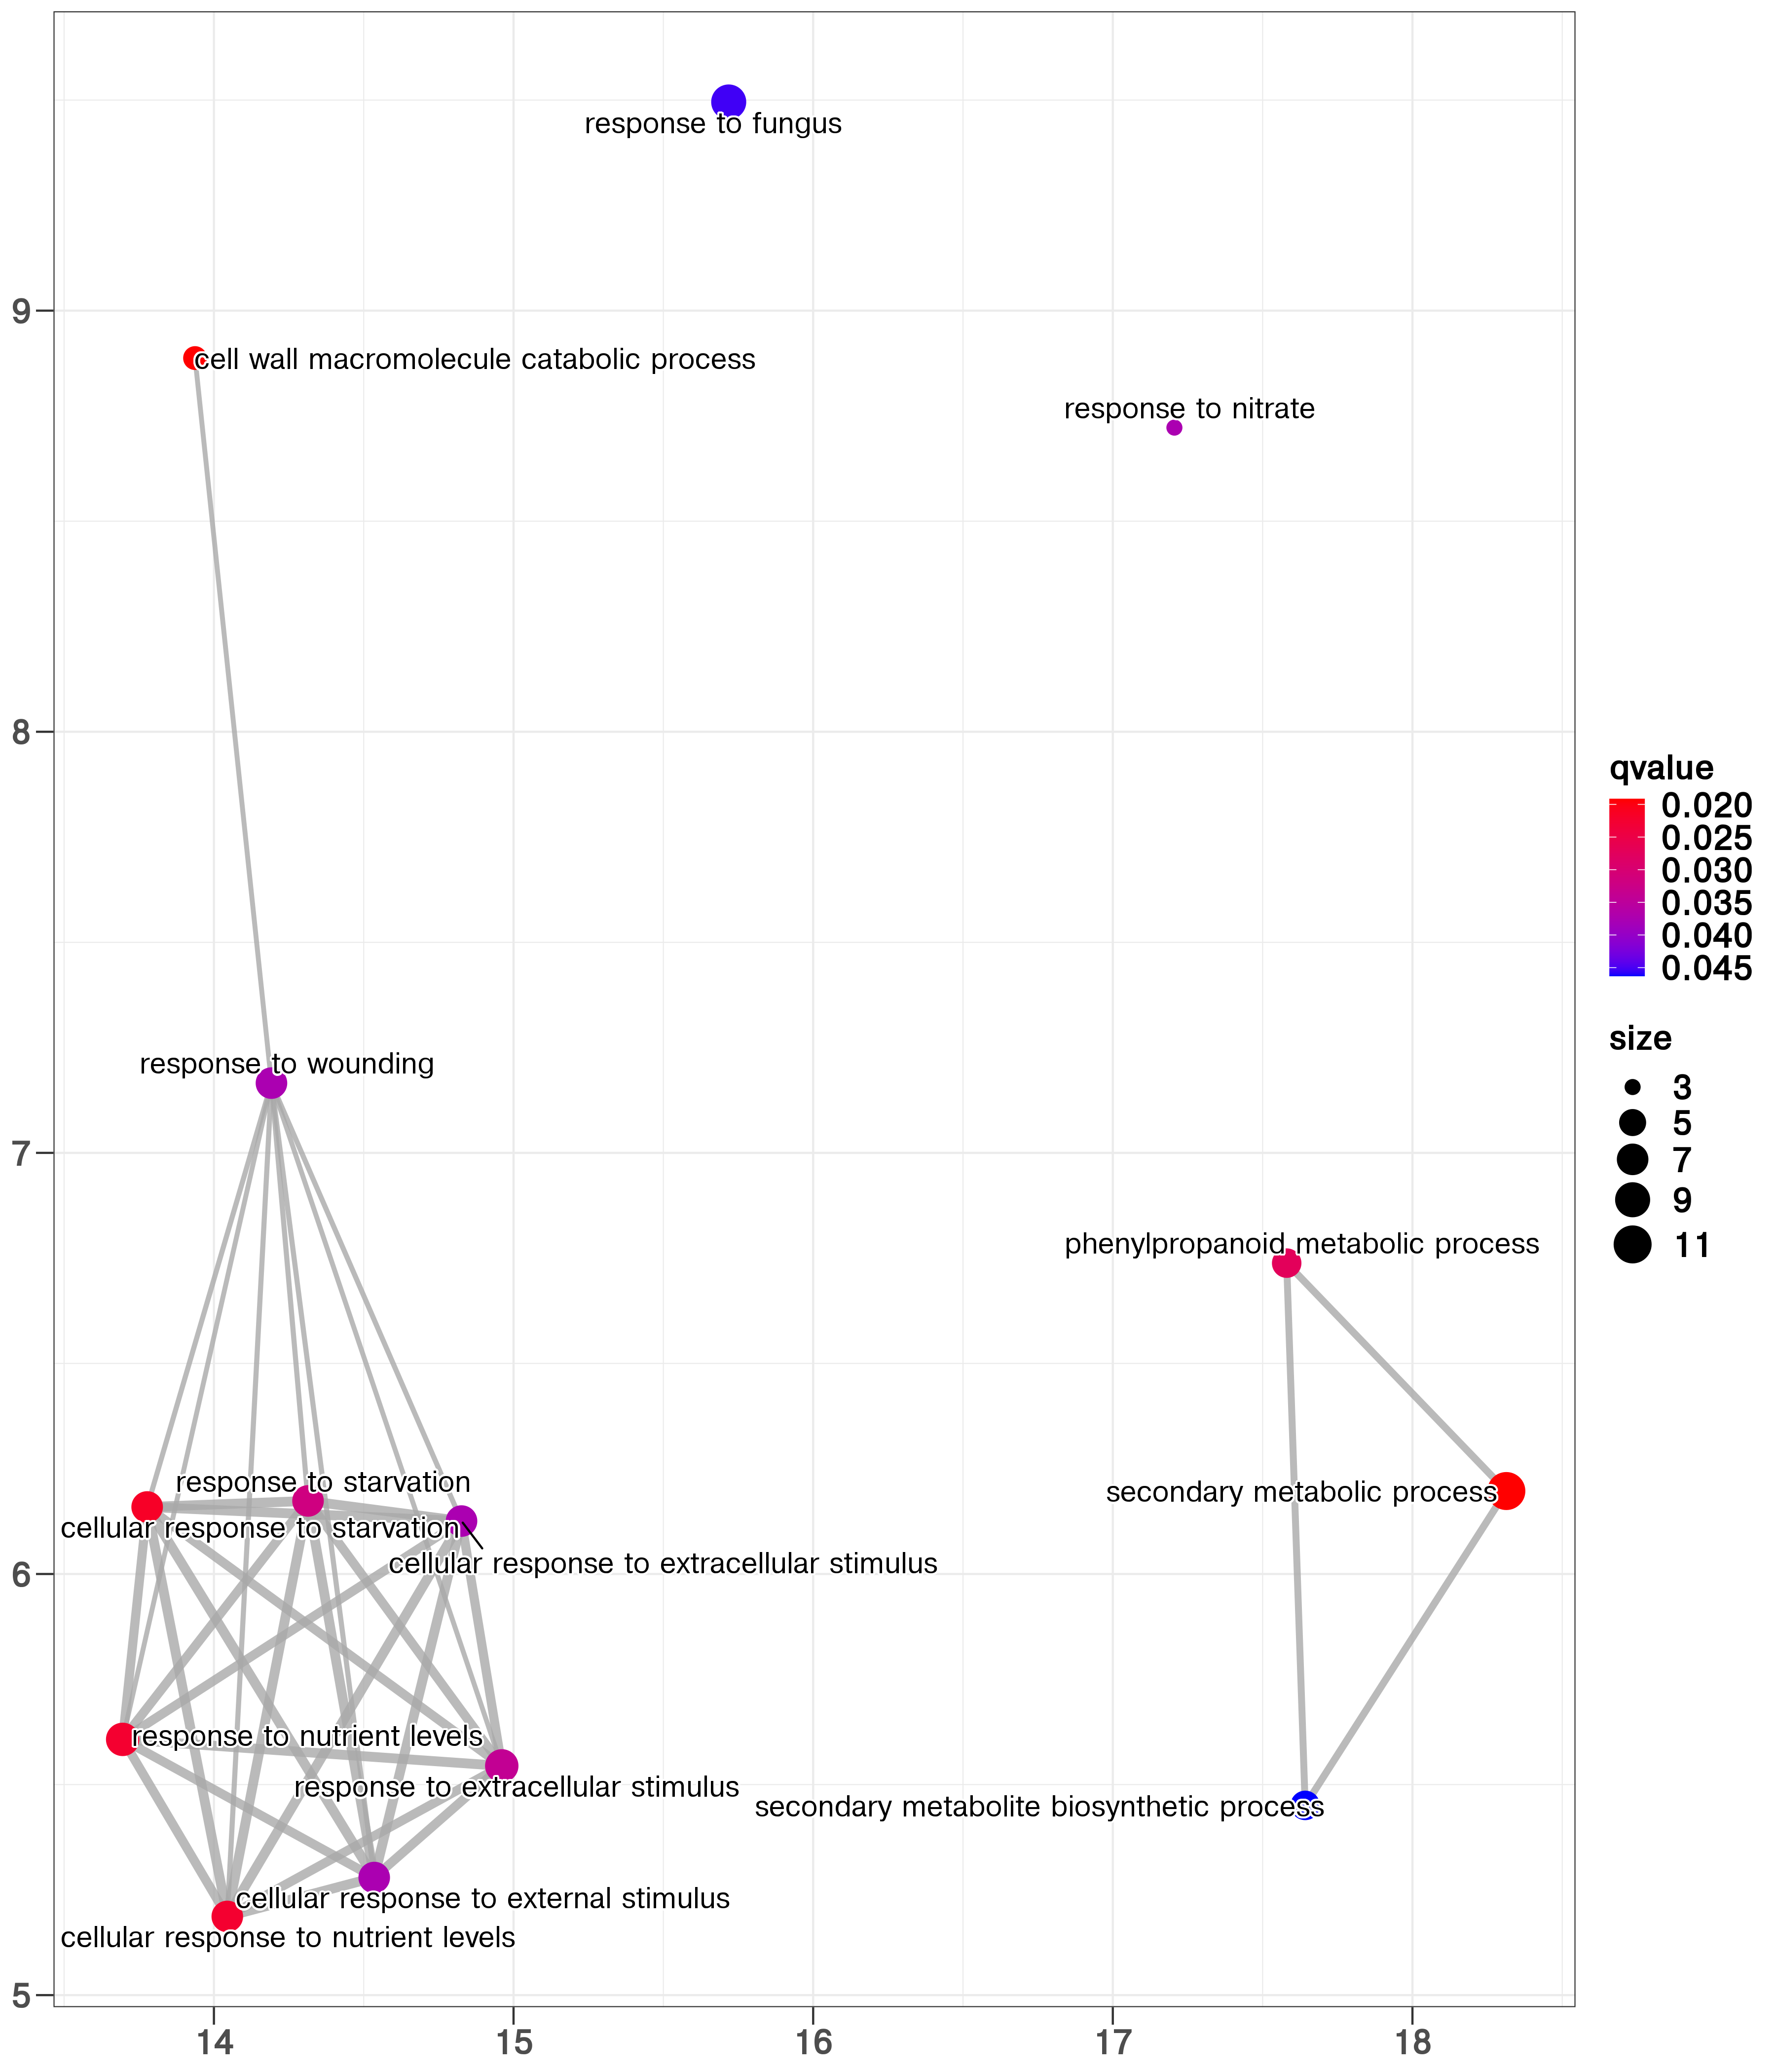 response to fungus
9
cell wall macromolecule catabolic process
response to nitrate
8
response to wounding
7
phenylpropanoid metabolic process
response to starvation
secondary metabolic process
cellular response to starvation
cellular response to extracellular stimulus
6
response to nutrient levels
response to extracellular stimulus
secondary metabolite biosynthetic process
cellular response to external stimulus
cellular response to nutrient levels
5
14 15 16 17 18
qvalue
0.020
0.025
0.030
0.035
0.040
0.045
size
3
5
7
9
11